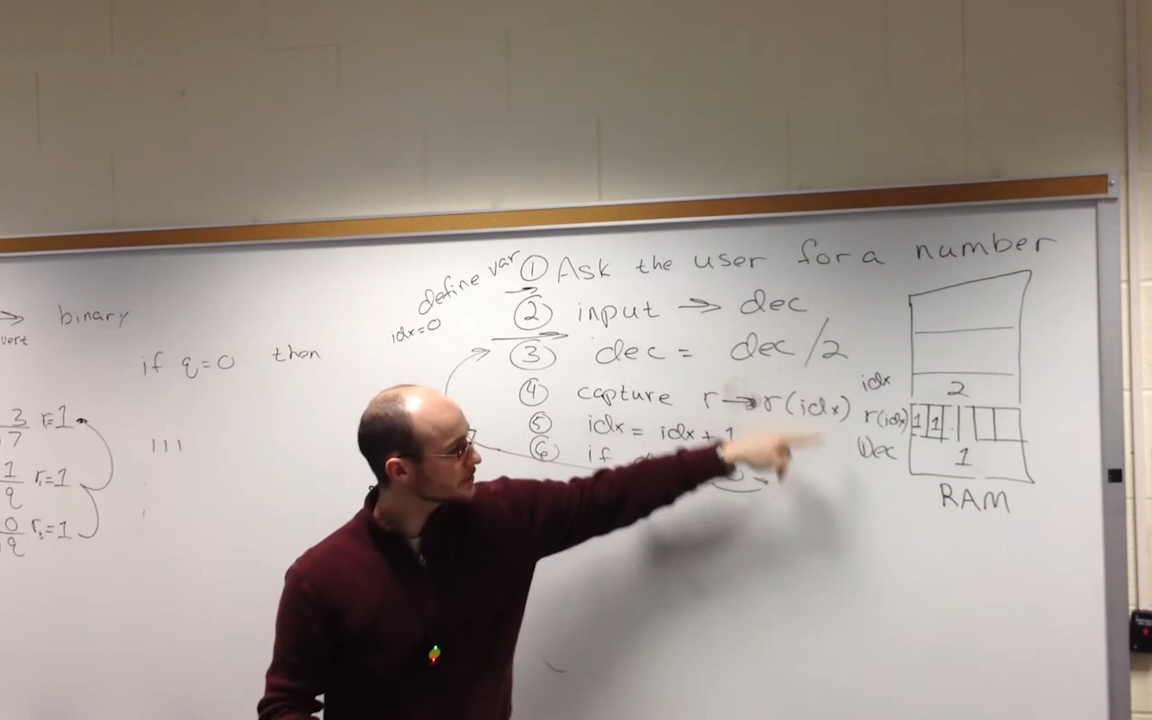 binary
vert
3 r=1
7
1 r=1
q
0 r=1
q
if q=0 then
111
define var
idx=0
① Ask the user for a number
② input → dec
③ dec = dec/2
④ capture r → r(idx)
⑤ idx = idx + 1
⑥ if
idx 2
r(idx) 1 1
Dec 1
RAM